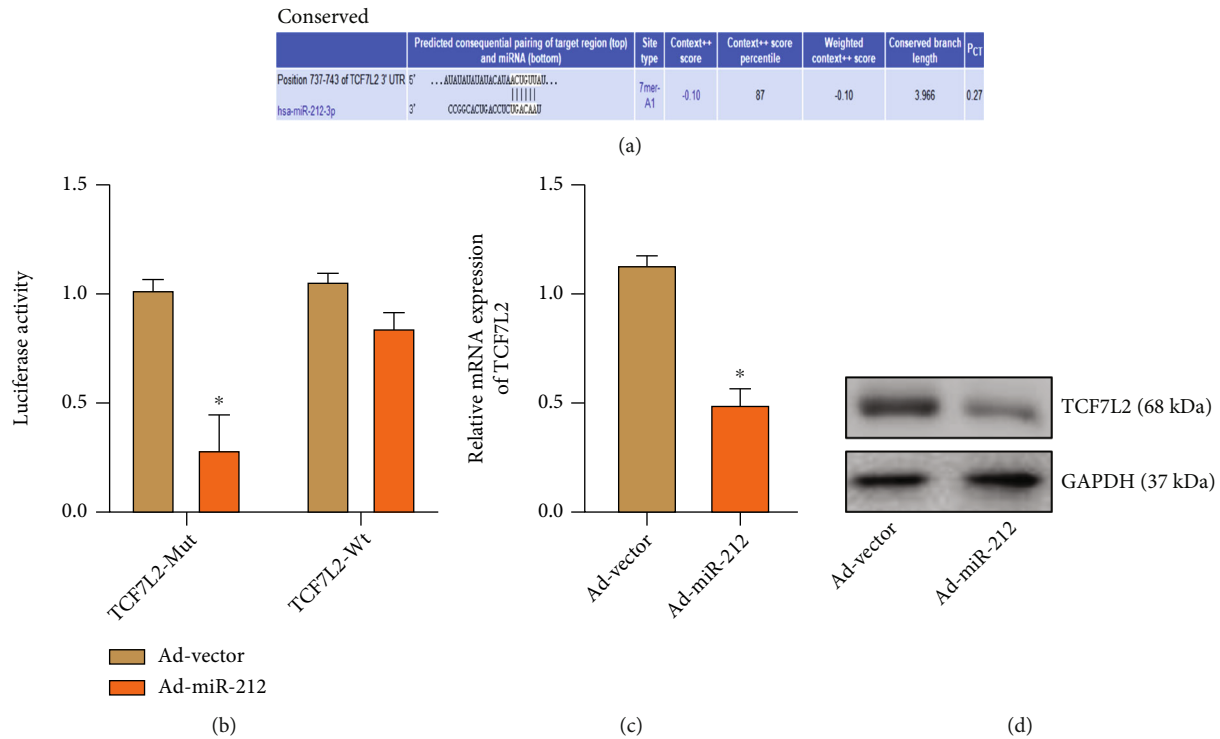 Conserved
Predicted consequential pairing of target region (top) and miRNA (bottom)
Site type
Context++ score
Context++ score percentile
Weighted context++ score
Conserved branch length
PCT
Position 737-743 of TCF7L2 3' UTR 5' ...AUAUAUAUAUACAUAACUGUUAU...
hsa-miR-212-3p 3' CCGGCACUGACCUCUGACAAU
7mer-A1
-0.10
87
-0.10
3.966
0.27
(a)
Luciferase activity
1.5
1.0
0.5
0.0
*
TCF7L2-Mut
TCF7L2-Wt
Ad-vector
Ad-miR-212
(b)
Relative mRNA expression
of TCF7L2
1.5
1.0
0.5
0.0
*
Ad-vector
Ad-miR-212
(c)
TCF7L2 (68 kDa)
GAPDH (37 kDa)
Ad-vector
Ad-miR-212
(d)